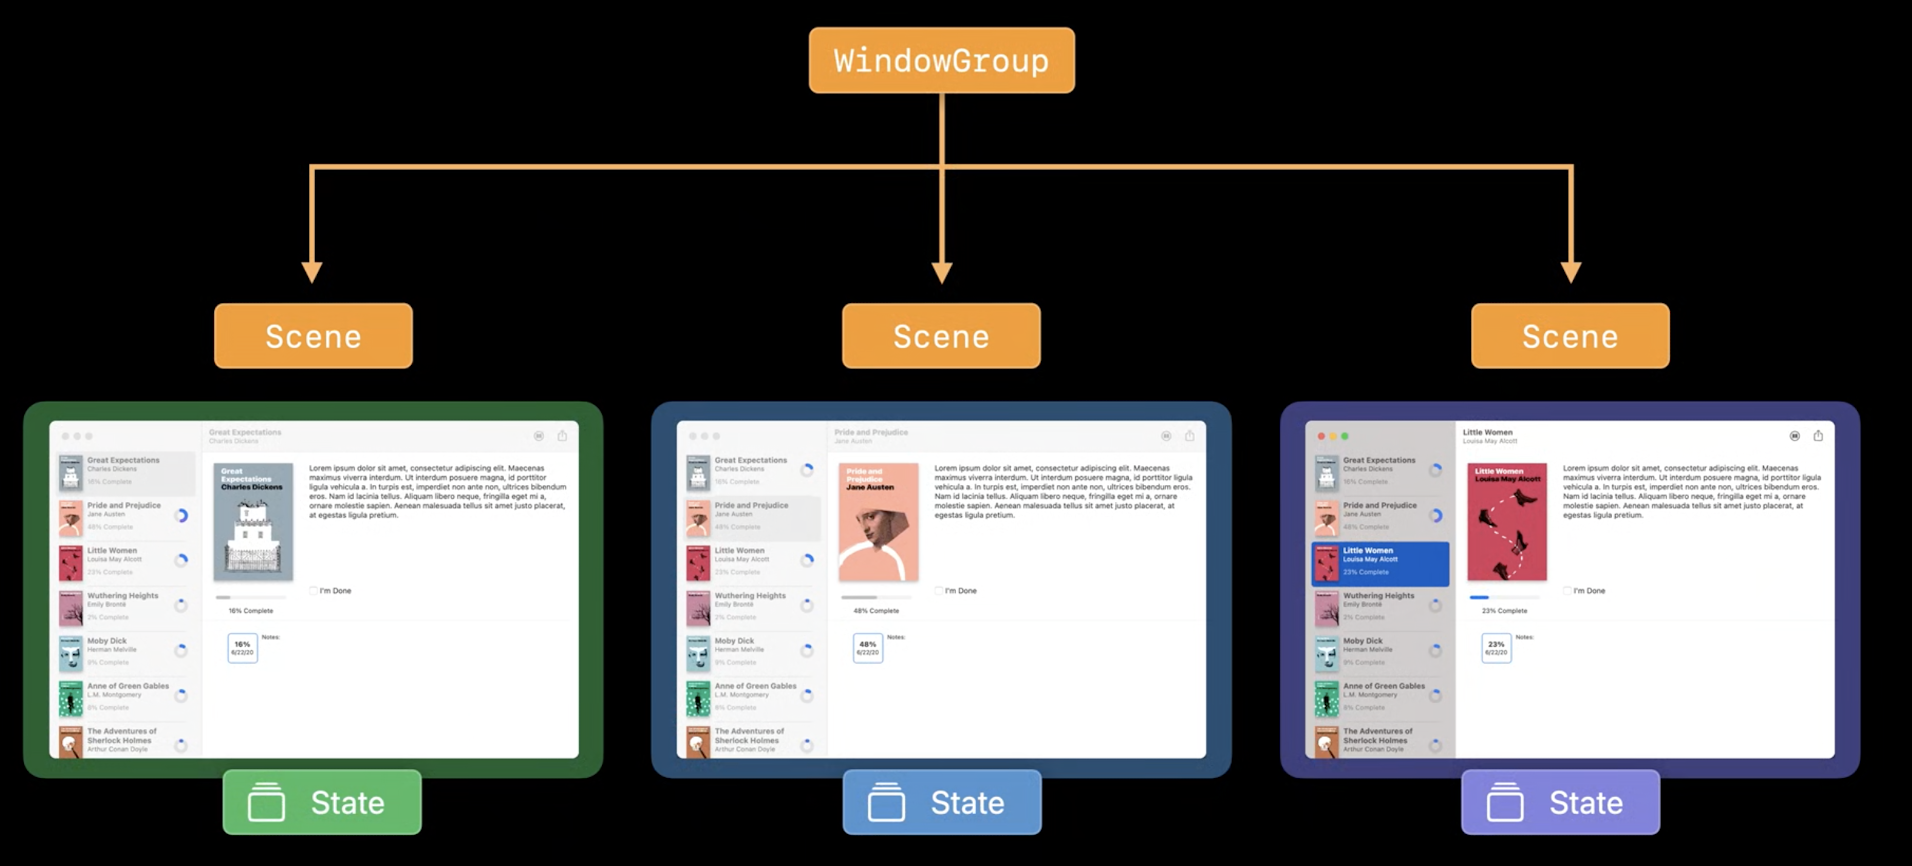 WindowGroup
Scene
Scene
Scene
Great Expectations
Charles Dickens
Great Expectations
Charles Dickens
16% Complete
Pride and Prejudice
Jane Austen
48% Complete
Little Women
Louisa May Alcott
23% Complete
Wuthering Heights
Emily Brontë
2% Complete
Moby Dick
Herman Melville
9% Complete
Anne of Green Gables
L.M. Montgomery
8% Complete
The Adventures of
Sherlock Holmes
Arthur Conan Doyle
Great
Expectations
Charles Dickens
Lorem ipsum dolor sit amet, consectetur adipiscing elit. Maecenas
maximus viverra interdum. Ut interdum posuere magna, id porttitor
ligula vehicula a. In turpis est, imperdiet non ante non, ultrices bibendum
eros. Nam id lacinia tellus. Aliquam libero neque, fringilla eget mi a,
ornare molestie sapien. Aenean malesuada tellus sit amet justo placerat,
at egestas ligula pretium.
I'm Done
16% Complete
16%
6/22/20
Notes:
Pride and Prejudice
Jane Austen
Great Expectations
Charles Dickens
16% Complete
Pride and Prejudice
Jane Austen
48% Complete
Little Women
Louisa May Alcott
23% Complete
Wuthering Heights
Emily Brontë
2% Complete
Moby Dick
Herman Melville
9% Complete
Anne of Green Gables
L.M. Montgomery
8% Complete
The Adventures of
Sherlock Holmes
Arthur Conan Doyle
Pride and
Prejudice
Jane Austen
Lorem ipsum dolor sit amet, consectetur adipiscing elit. Maecenas
maximus viverra interdum. Ut interdum posuere magna, id porttitor ligula
vehicula a. In turpis est, imperdiet non ante non, ultrices bibendum eros.
Nam id lacinia tellus. Aliquam libero neque, fringilla eget mi a, ornare
molestie sapien. Aenean malesuada tellus sit amet justo placerat, at
egestas ligula pretium.
I'm Done
48% Complete
48%
6/22/20
Notes:
Little Women
Louisa May Alcott
Great Expectations
Charles Dickens
16% Complete
Pride and Prejudice
Jane Austen
48% Complete
Little Women
Louisa May Alcott
23% Complete
Wuthering Heights
Emily Brontë
2% Complete
Moby Dick
Herman Melville
9% Complete
Anne of Green Gables
L.M. Montgomery
8% Complete
The Adventures of
Sherlock Holmes
Arthur Conan Doyle
Little Women
Louisa May Alcott
Lorem ipsum dolor sit amet, consectetur adipiscing elit. Maecenas
maximus viverra interdum. Ut interdum posuere magna, id porttitor ligula
vehicula a. In turpis est, imperdiet non ante non, ultrices bibendum eros.
Nam id lacinia tellus. Aliquam libero neque, fringilla eget mi a, ornare
molestie sapien. Aenean malesuada tellus sit amet justo placerat, at
egestas ligula pretium.
I'm Done
23% Complete
23%
6/22/20
Notes:
State
State
State